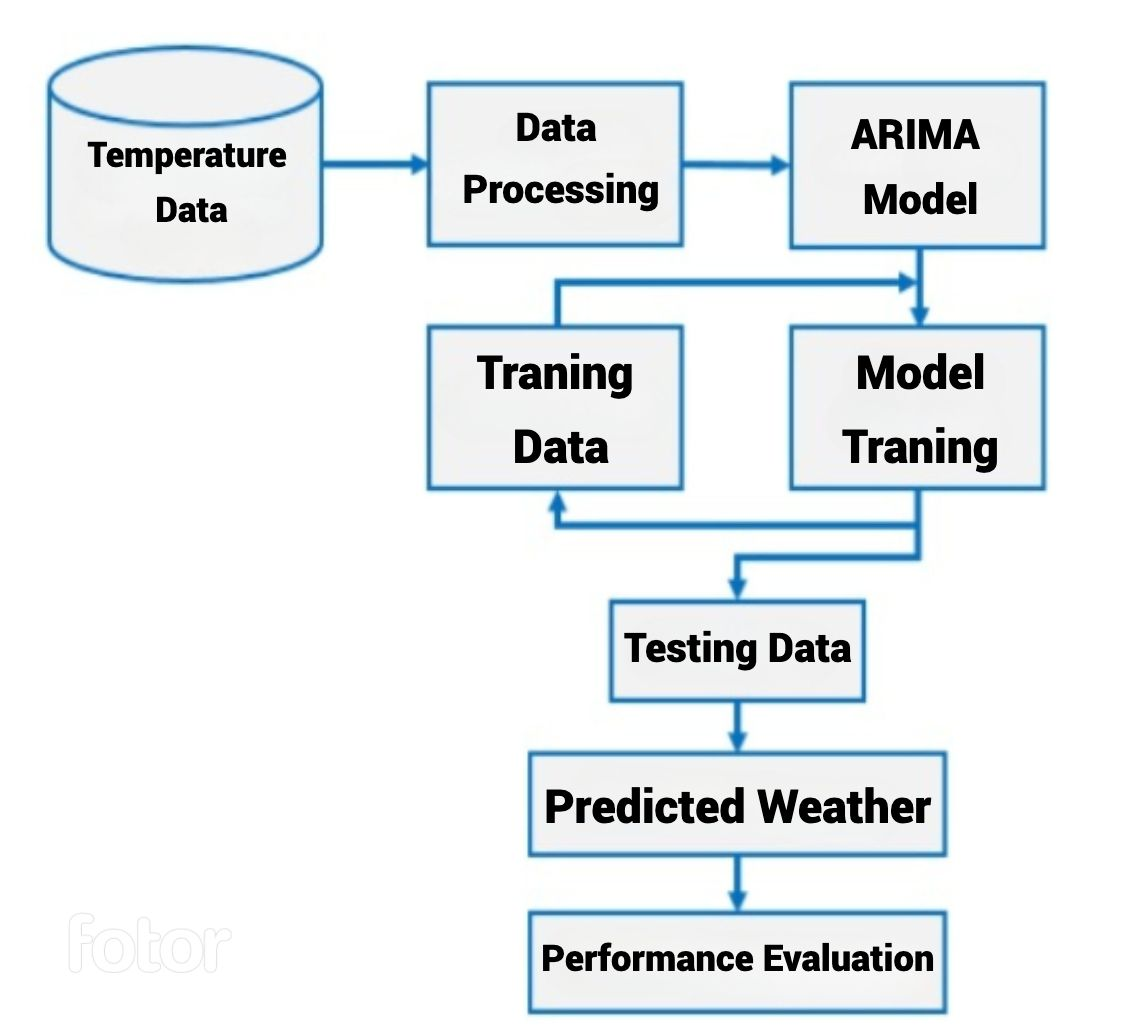 Temperature
Data
Data
Processing
ARIMA
Model
Traning
Data
Model
Traning
Testing Data
Predicted Weather
Performance Evaluation
fotor